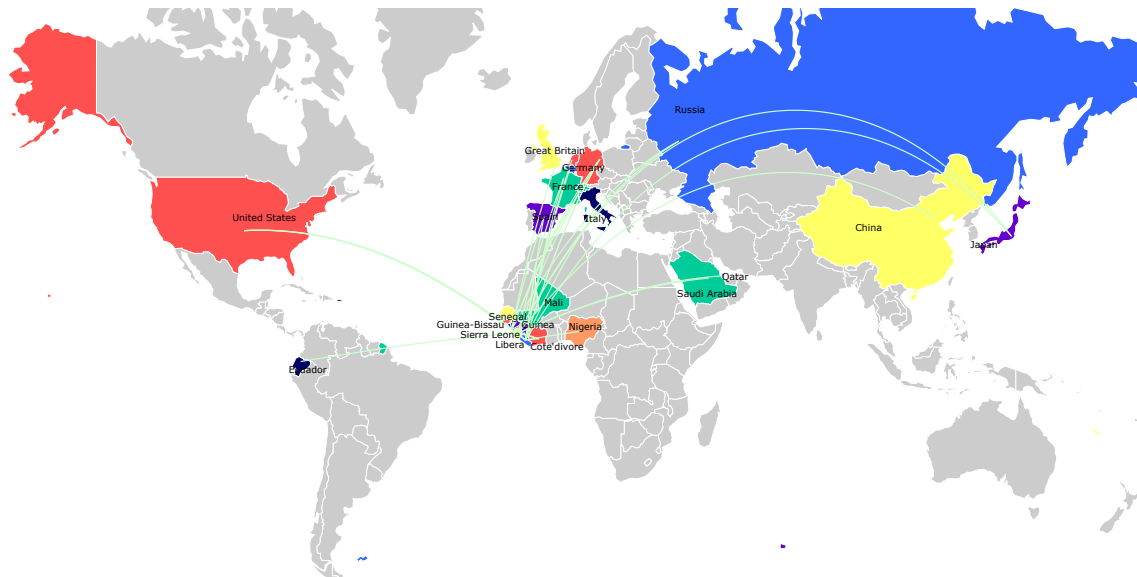 Russia
Great Britain
Germany
France
United States
Spain
Italy
China
Japan
Qatar
Saudi Arabia
Mali
Senegal
Guinea-Bissau
Guinea
Nigeria
Sierra Leone
Libera
Cote'divore
Ecuador